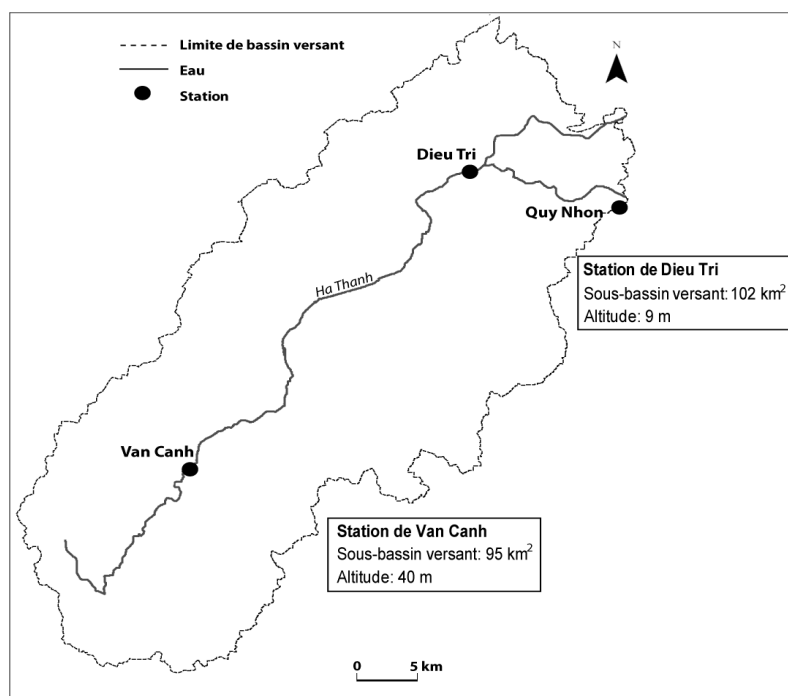 Limite de bassin versant
Eau
Station
N
Dieu Tri
Quy Nhon
Station de Dieu Tri
Sous-bassin versant: 102 km²
Altitude: 9 m
Ha Thanh
Van Canh
Station de Van Canh
Sous-bassin versant: 95 km²
Altitude: 40 m
0 5 km